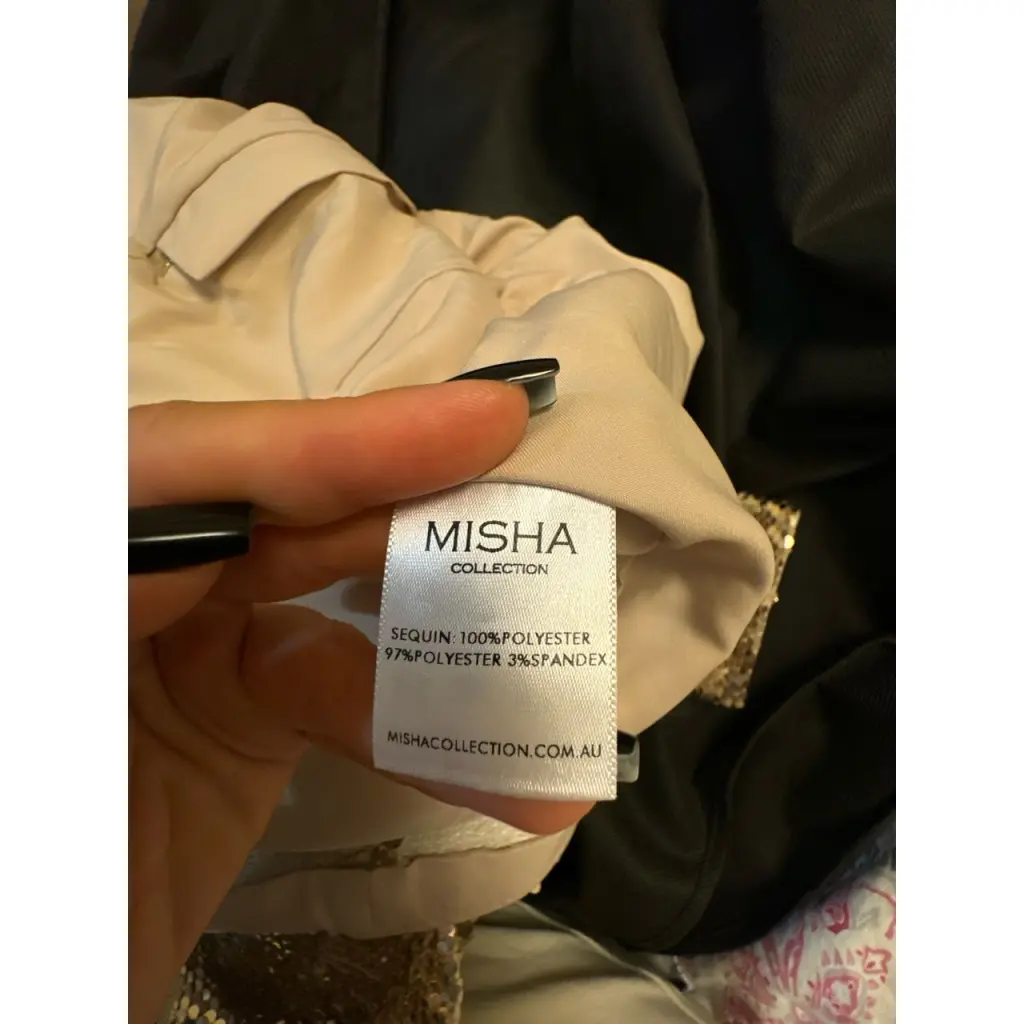 MISHA
COLLECTION
SEQUIN: 100%POLYESTER
97%POLYESTER 3%SPANDEX
MISHACOLLECTION.COM.AU